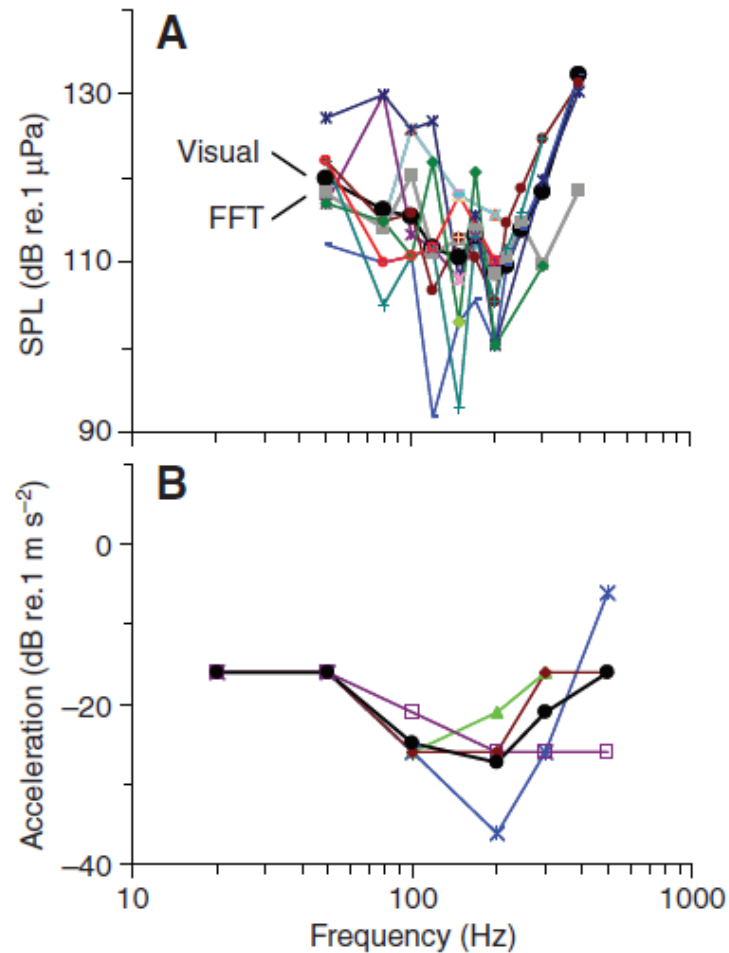 A
130
Visual
FFT
110
SPL (dB re.1 μPa)
90
B
0
Acceleration (dB re.1 m s⁻²)
–20
–40
10
100
1000
Frequency (Hz)